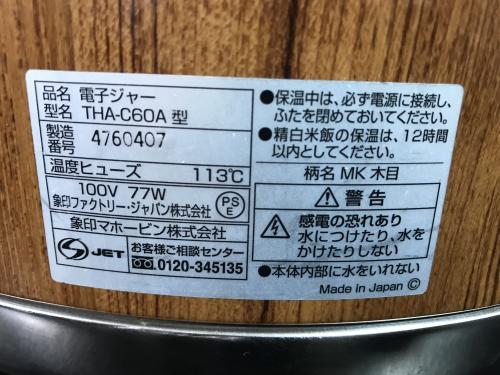 品名 電子ジャー
型名 THA-C60A 型
製造番号 4760407
温度ヒューズ 113℃
100V 77W
象印ファクトリー・ジャパン株式会社
PSE
象印マホービン株式会社
S JET
お客様ご相談センター
0120-345135
●保温中は、必ず電源に接続し、
ふたを閉めておいてください。
●精白米飯の保温は、12時間
以内としてください。
柄名 MK 木目
⚠警告
感電の恐れあり
水につけたり、水を
かけたりしない
●本体内部に水をいれない
Made in Japan Ⓒ